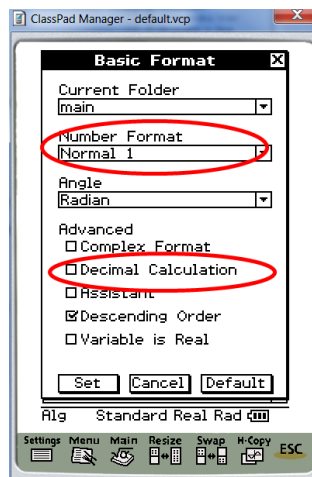 ClassPad Manager - default.vcp
Basic Format
Current Folder
main
Number Format
Normal 1
Angle
Radian
Advanced
Complex Format
Decimal Calculation
Assistant
Descending Order
Variable is Real
Set Cancel Default
Alg Standard Real Rad
Settings Menu Main Resize Swap H-Copy ESC